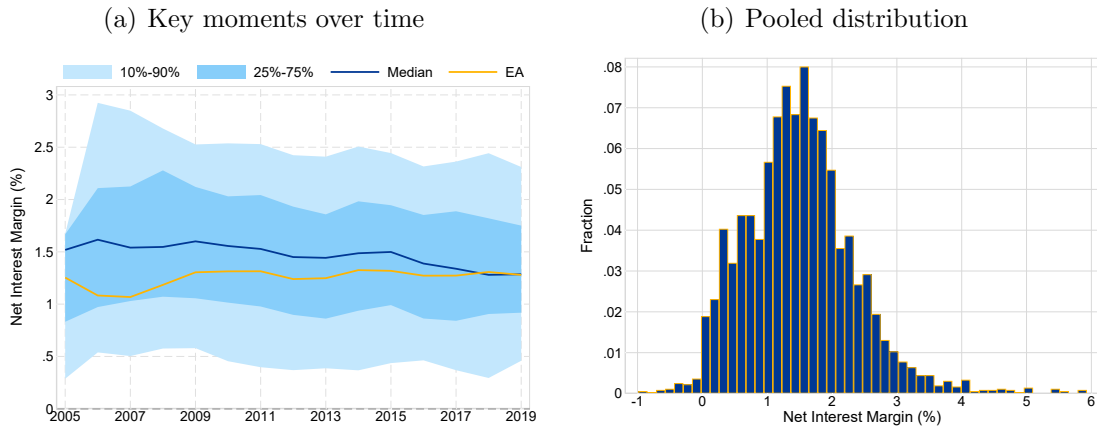 (a) Key moments over time
10%-90% 25%-75% Median EA
Net Interest Margin (%)
3
2.5
2
1.5
1
.5
0
2005 2007 2009 2011 2013 2015 2017 2019
(b) Pooled distribution
Fraction
.08
.07
.06
.05
.04
.03
.02
.01
0
-1 0 1 2 3 4 5 6
Net Interest Margin (%)